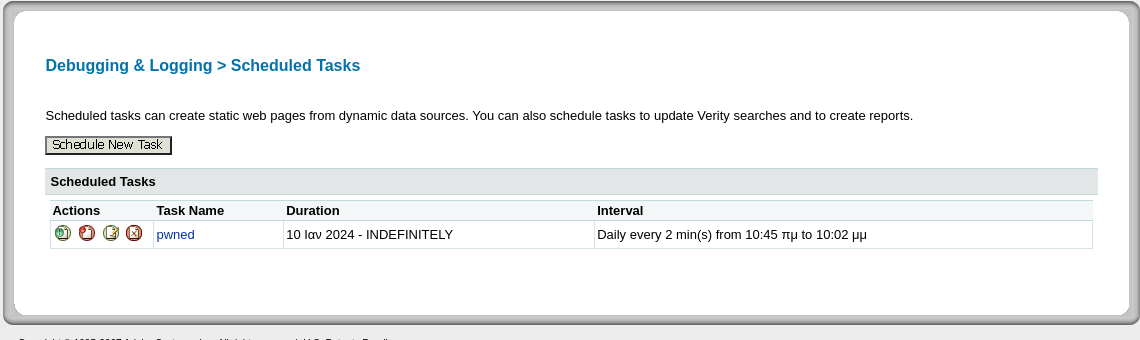 Debugging & Logging > Scheduled Tasks
Scheduled tasks can create static web pages from dynamic data sources. You can also schedule tasks to update Verity searches and to create reports.
Schedule New Task
Scheduled Tasks
Actions Task Name Duration Interval
pwned 10 Ιαν 2024 - INDEFINITELY Daily every 2 min(s) from 10:45 πμ to 10:02 μμ